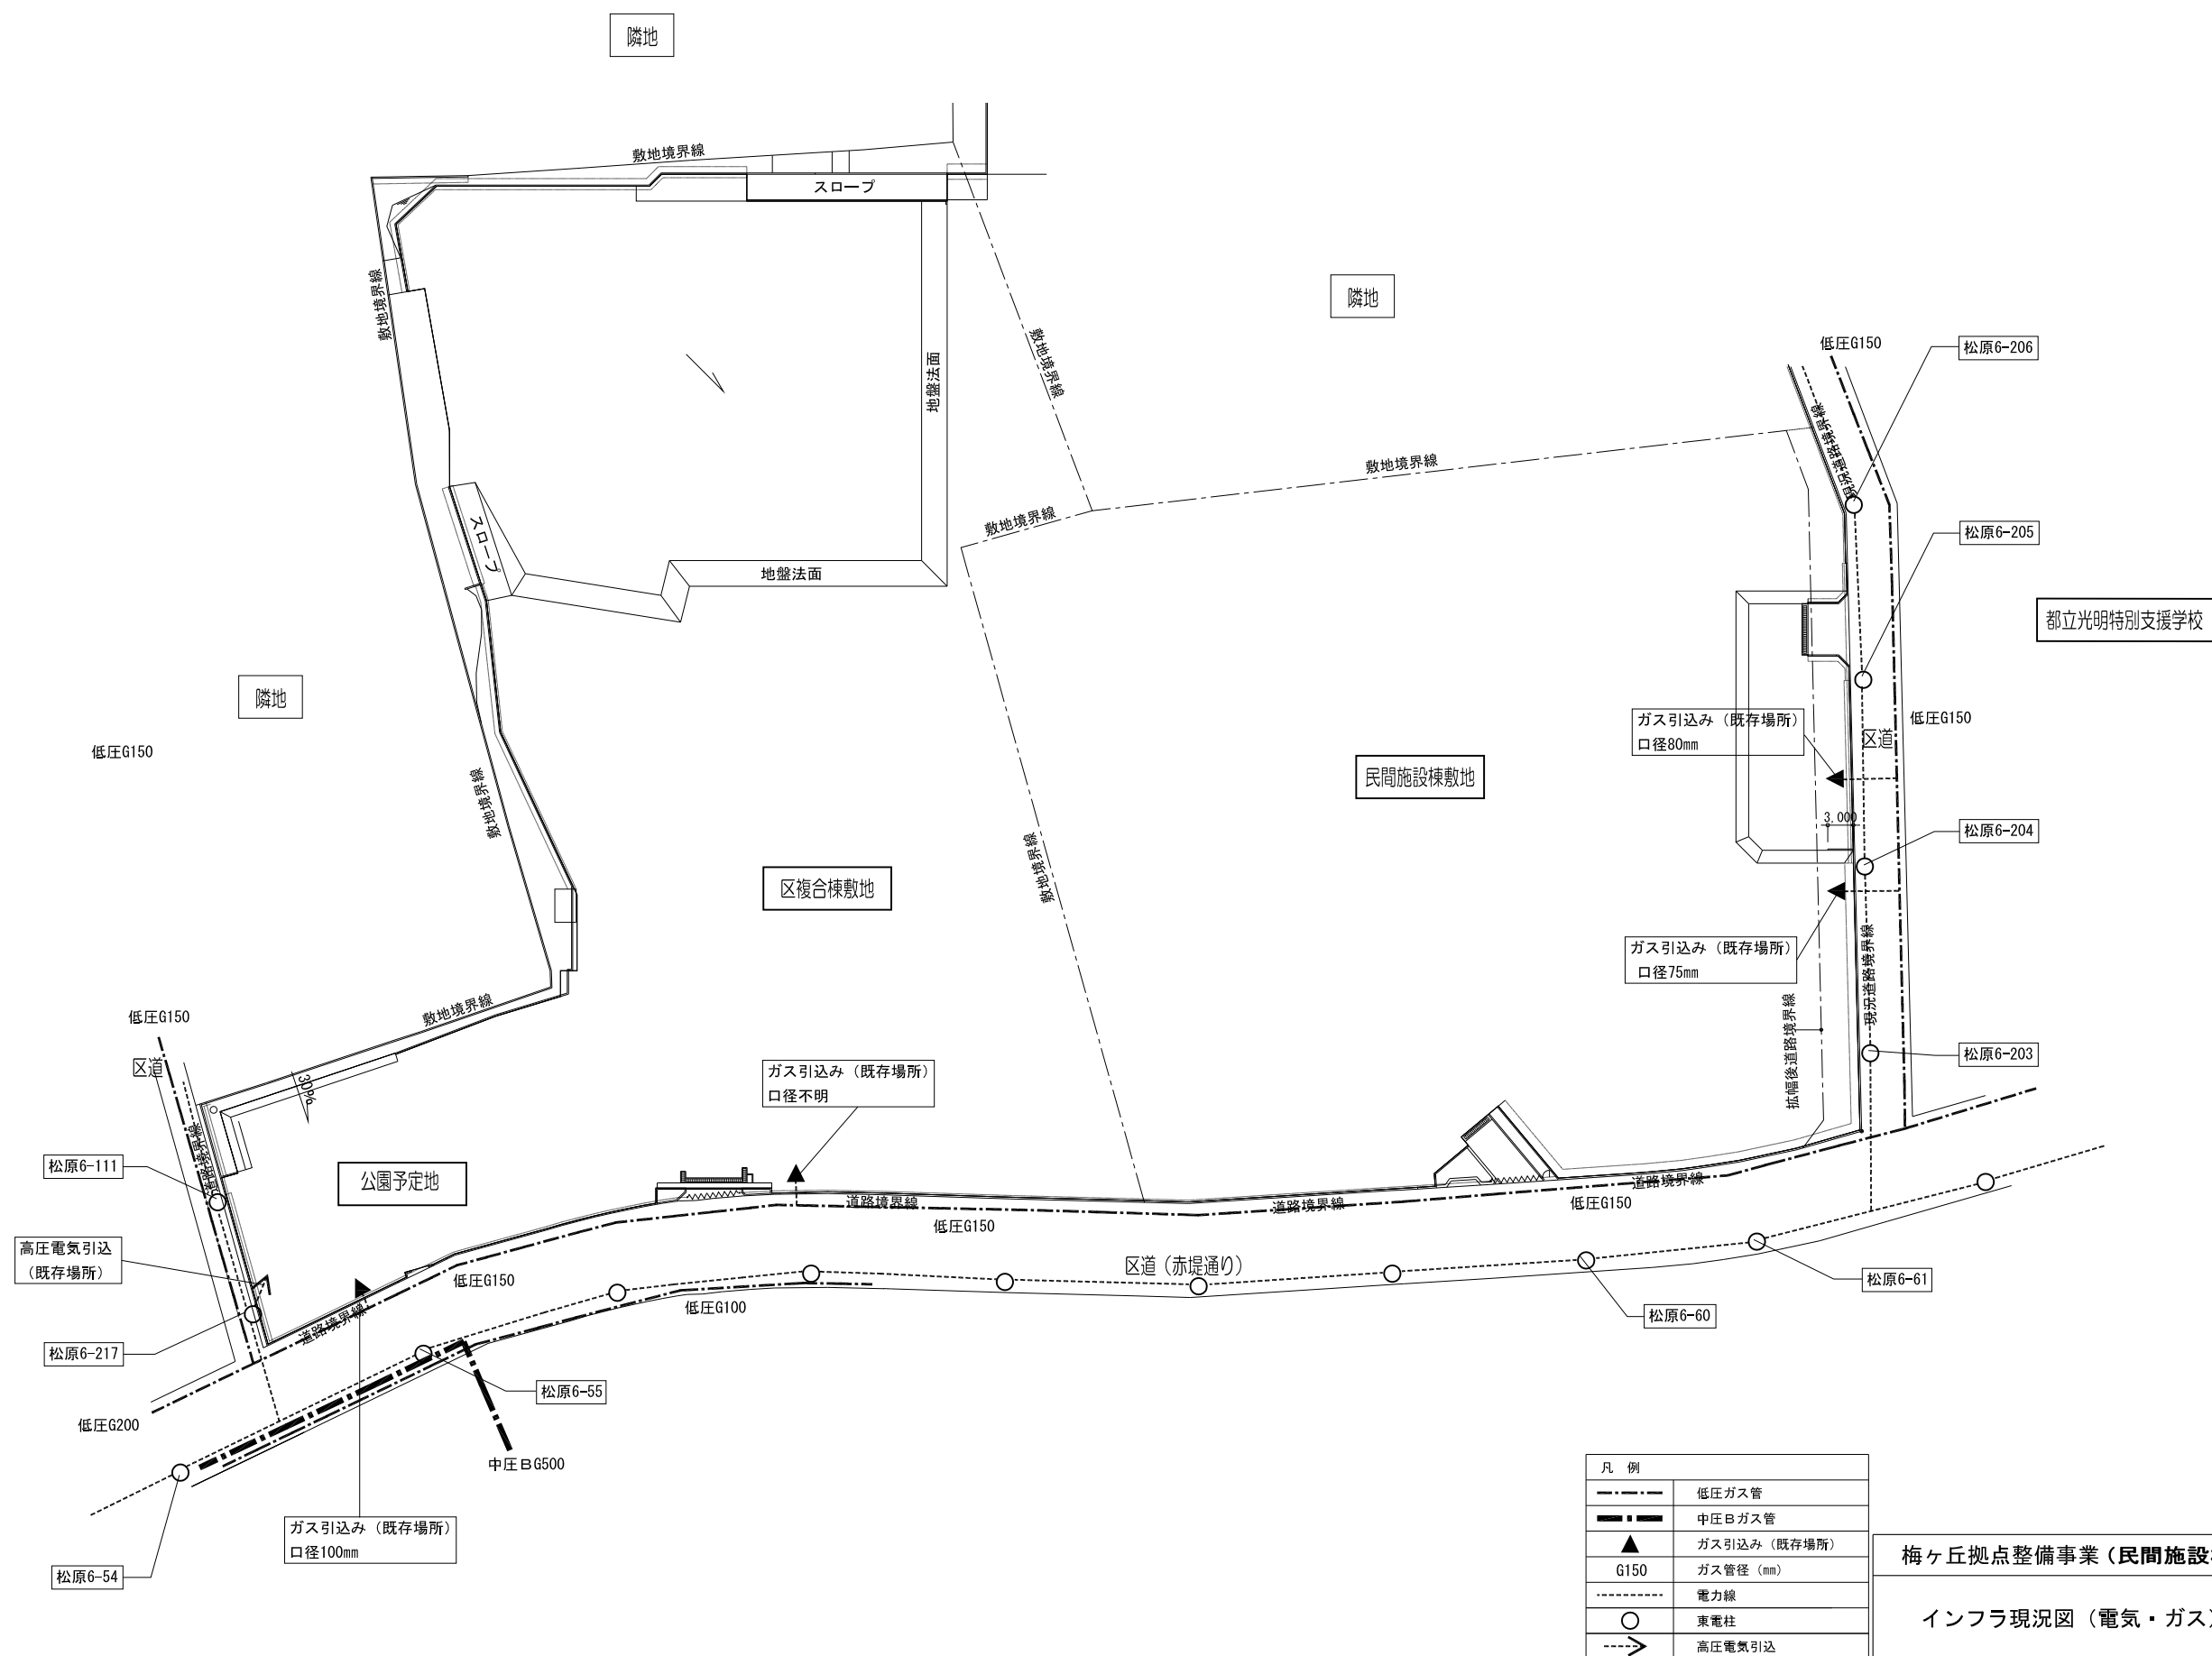 隣地
敷地境界線
スロープ
敷地境界線
地盤法面
敷地境界線
隣地
低圧G150
松原6-206
現況道路境界線
敷地境界線
敷地境界線
スロープ
地盤法面
松原6-205
都立光明特別支援学校
隣地
低圧G150
敷地境界線
ガス引込み（既存場所）
口径80mm
低圧G150
区道
民間施設棟敷地
3,000
松原6-204
敷地境界線
区複合棟敷地
ガス引込み（既存場所）
口径75mm
現況道路境界線
拡幅後道路境界線
敷地境界線
低圧G150
区道
30%
松原6-203
ガス引込み（既存場所）
口径不明
道路境界線
松原6-111
公園予定地
道路境界線
低圧G150
道路境界線
低圧G150
道路境界線
高圧電気引込
（既存場所）
低圧G150
区道（赤堤通り）
松原6-61
低圧G100
松原6-60
道路境界線
松原6-217
松原6-55
低圧G200
中圧ＢG500
ガス引込み（既存場所）
口径100mm
松原6-54
凡 例
低圧ガス管
中圧Ｂガス管
ガス引込み（既存場所）
G150 ガス管径（mm）
電力線
東電柱
高圧電気引込
梅ヶ丘拠点整備事業（民間施設
インフラ現況図（電気・ガス）